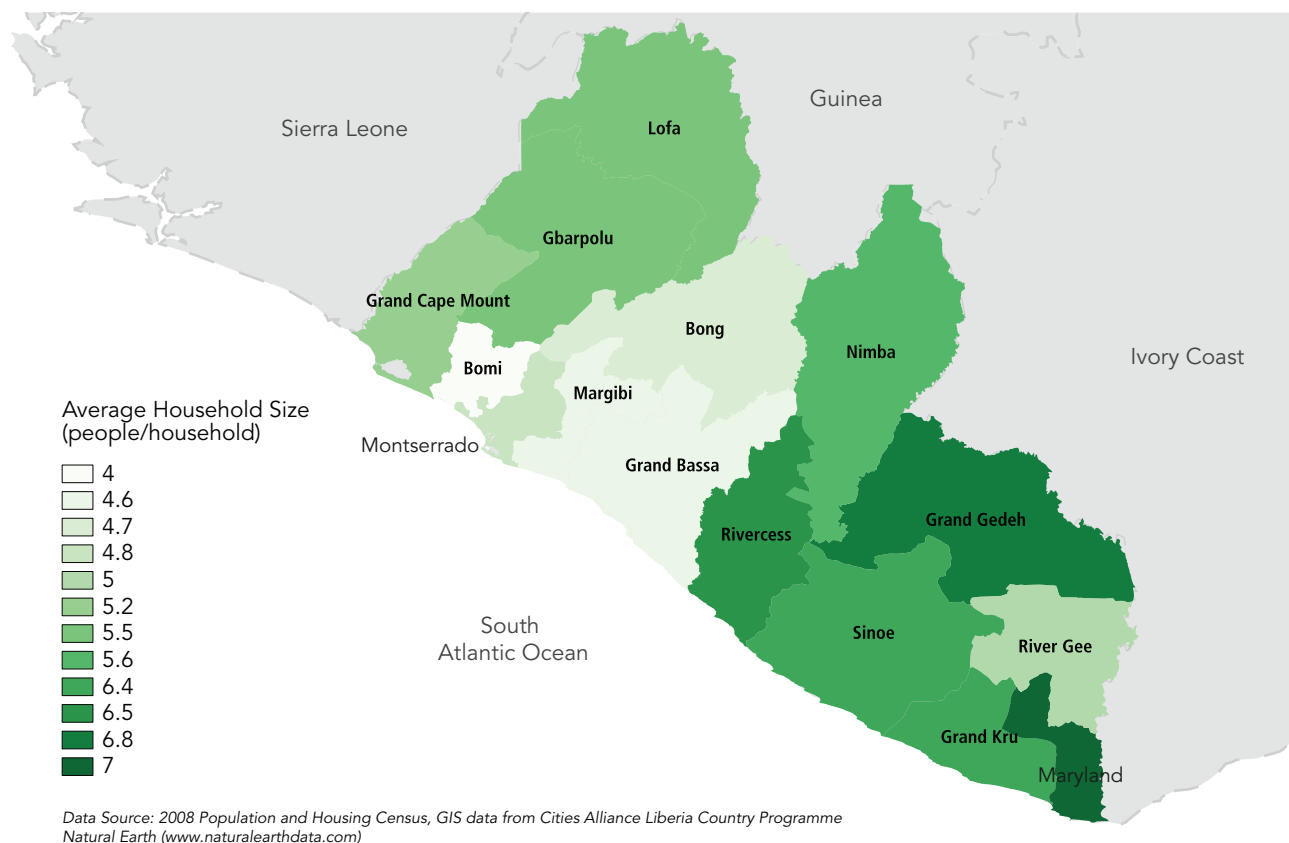 Guinea
Sierra Leone
Lofa
Gbarpolu
Grand Cape Mount
Bong
Nimba
Ivory Coast
Bomi
Margibi
Average Household Size
(people/household)
Montserrado
4
4.6
4.7
4.8
5
5.2
5.5
5.6
6.4
6.5
6.8
7
Grand Bassa
Grand Gedeh
Rivercess
South
Atlantic Ocean
Sinoe
River Gee
Grand Kru
Maryland
Data Source: 2008 Population and Housing Census, GIS data from Cities Alliance Liberia Country Programme
Natural Earth (www.naturalearthdata.com)